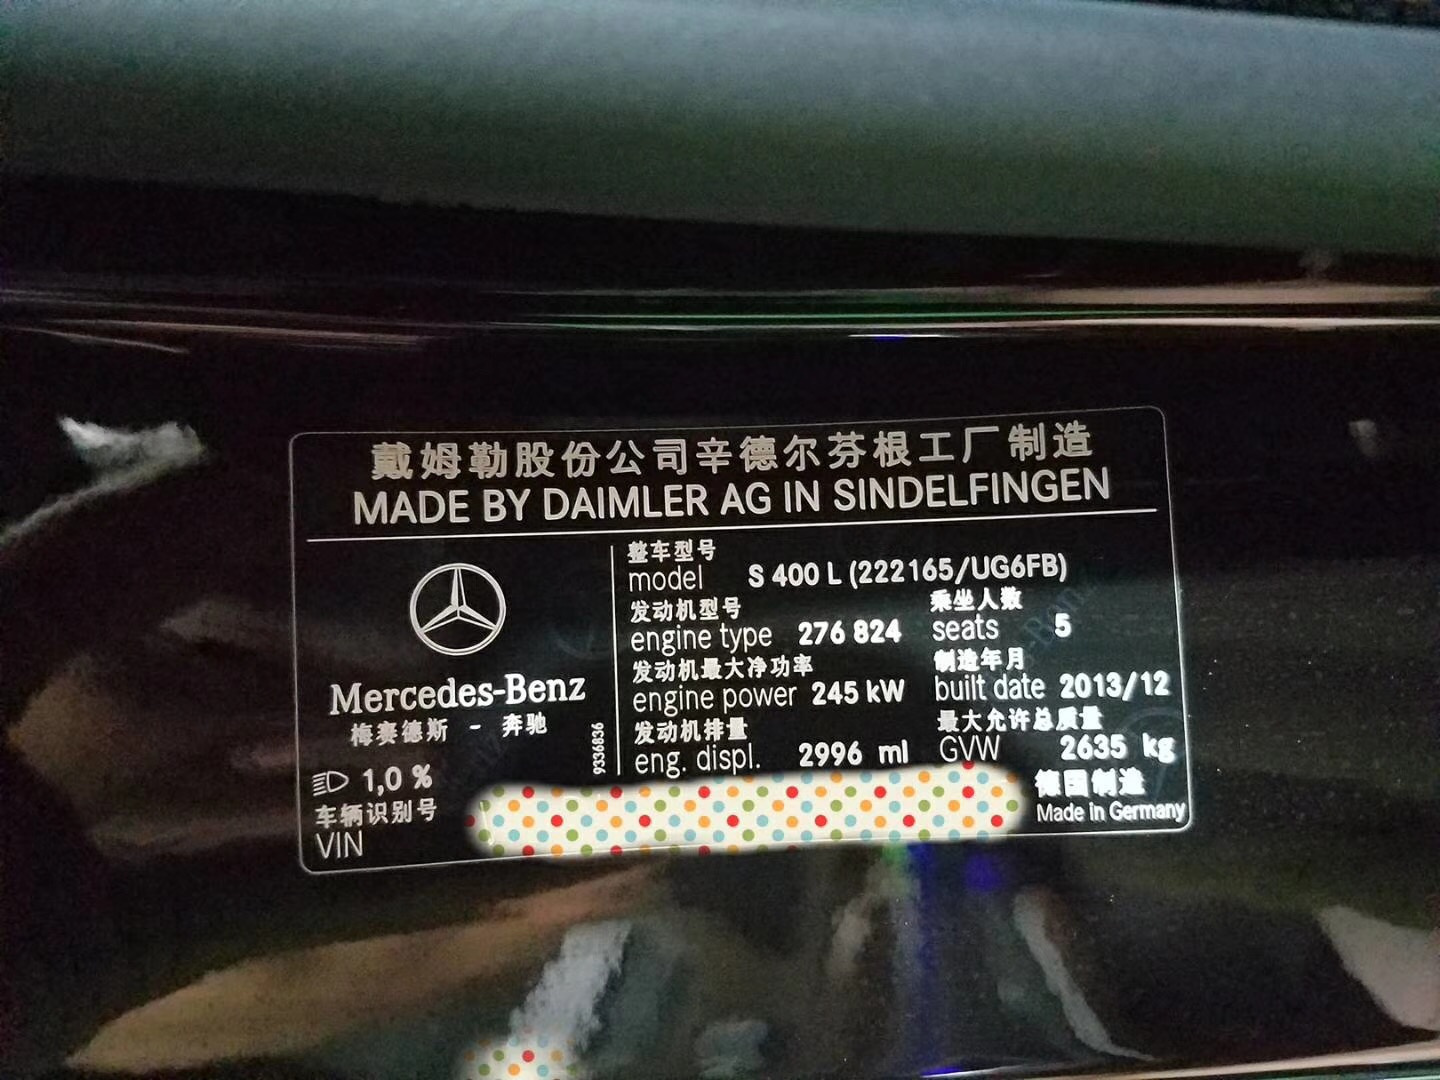 戴姆勒股份公司辛德尔芬根工厂制造
MADE BY DAIMLER AG IN SINDELFINGEN
Mercedes-Benz
梅赛德斯 - 奔驰
1,0 %
9336836
整车型号
model S 400 L (222165/UG6FB)
发动机型号 乘坐人数
engine type 276 824 seats 5
发动机最大净功率 制造年月
engine power 245 kW built date 2013/12
发动机排量 最大允许总质量
eng. displ. 2996 ml GVW 2635 kg
车辆识别号 德国制造
VIN Made in Germany